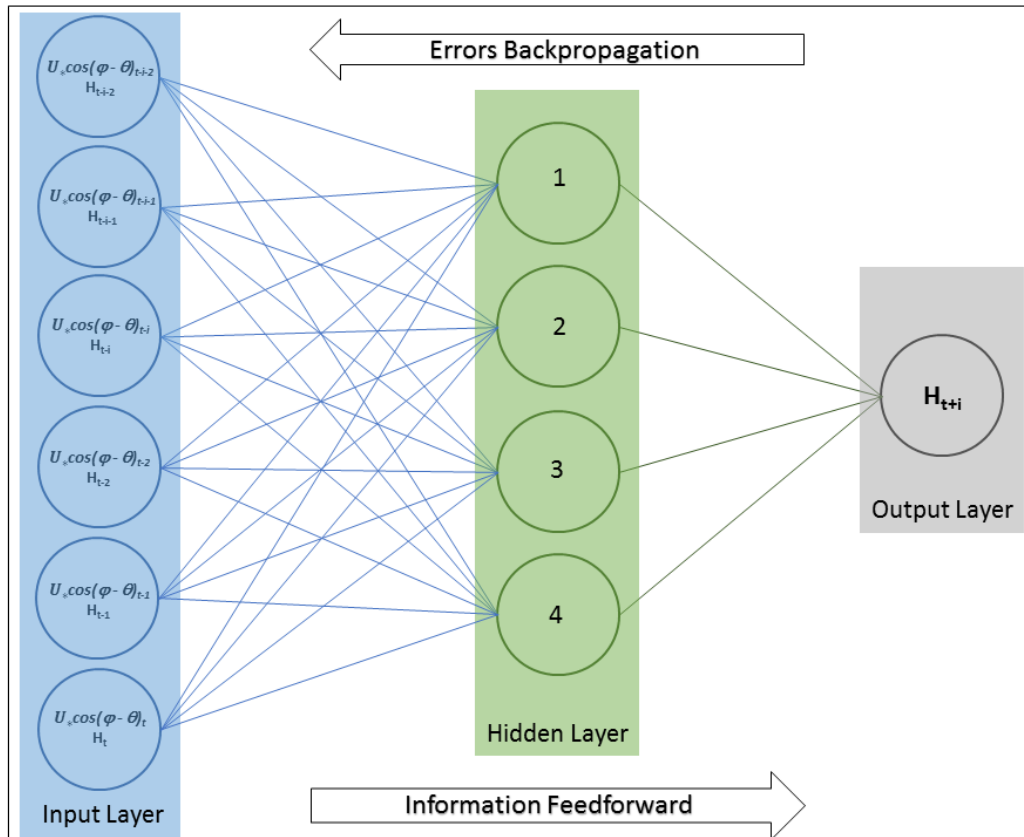 Errors Backpropagation
U*cos(φ - θ)t-i-2
Ht-i-2
U*cos(φ - θ)t-i-1
Ht-i-1
U*cos(φ - θ)t-i
Ht-i
U*cos(φ - θ)t-2
Ht-2
U*cos(φ - θ)t-1
Ht-1
U*cos(φ - θ)t
Ht
Input Layer
1
2
3
4
Hidden Layer
Ht+i
Output Layer
Information Feedforward